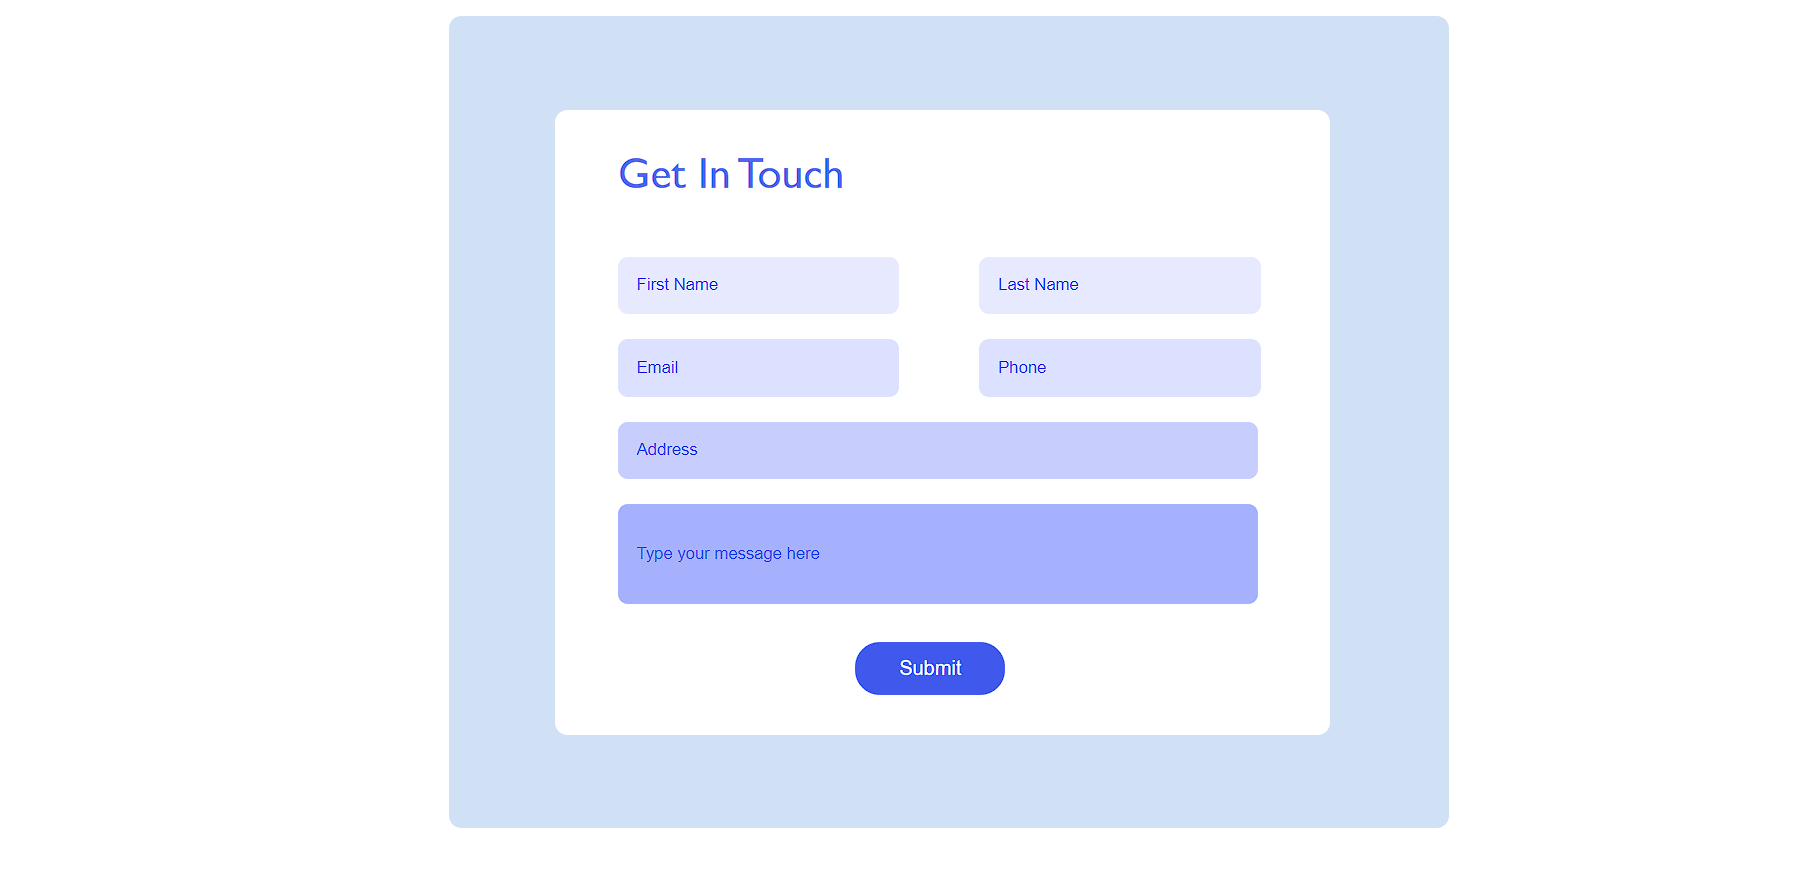 Get In Touch
First Name
Last Name
Email
Phone
Address
Type your message here
Submit